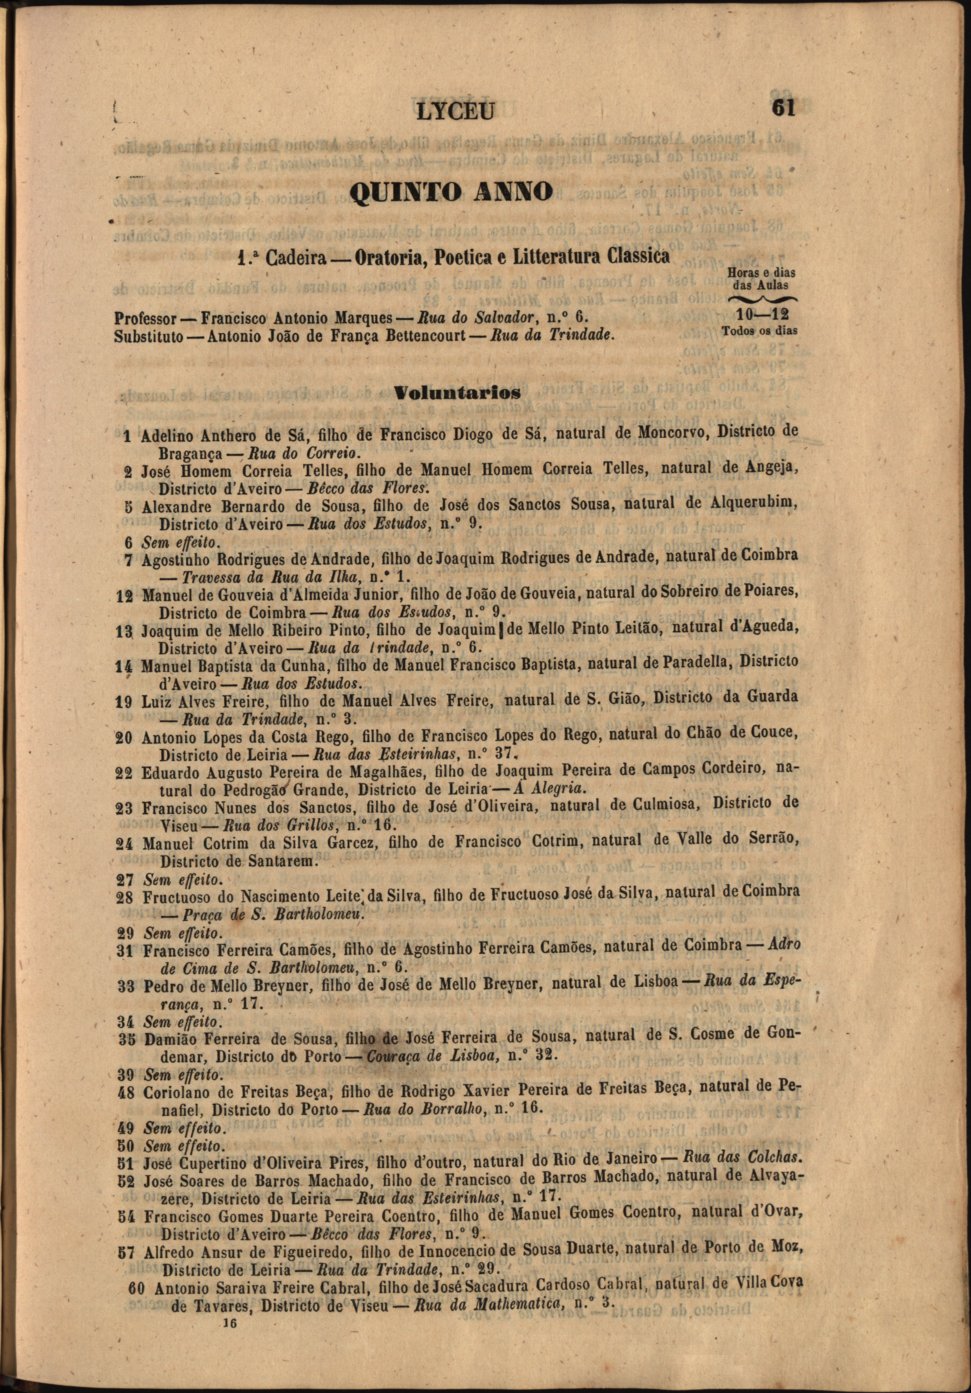 LYCEU
61
QUINTO ANNO
1.ª Cadeira — Oratoria, Poetica e Litteratura Classica
Horas e dias
das Aulas
Professor — Francisco Antonio Marques — Rua do Salvador, n.º 6.
10—12
Substituto — Antonio João de França Bettencourt — Rua da Trindade.
Todos os dias
Voluntarios
1 Adelino Anthero de Sá, filho de Francisco Diogo de Sá, natural de Moncorvo, Districto de
Bragança — Rua do Correio.
2 José Homem Correia Telles, filho de Manuel Homem Correia Telles, natural de Angeja,
Districto d'Aveiro — Bêcco das Flores.
5 Alexandre Bernardo de Sousa, filho de José dos Sanctos Sousa, natural de Alquerubim,
Districto d'Aveiro — Rua dos Estudos, n.º 9.
6 Sem effeito.
7 Agostinho Rodrigues de Andrade, filho de Joaquim Rodrigues de Andrade, natural de Coimbra
— Travessa da Rua da Ilha, n.º 1.
12 Manuel de Gouveia d'Almeida Junior, filho de João de Gouveia, natural do Sobreiro de Poiares,
Districto de Coimbra — Rua dos Estudos, n.º 9.
13 Joaquim de Mello Ribeiro Pinto, filho de Joaquim de Mello Pinto Leitão, natural d'Agueda,
Districto d'Aveiro — Rua da Trindade, n.º 6.
14 Manuel Baptista da Cunha, filho de Manuel Francisco Baptista, natural de Paradella, Districto
d'Aveiro — Rua dos Estudos.
19 Luiz Alves Freire, filho de Manuel Alves Freire, natural de S. Gião, Districto da Guarda
— Rua da Trindade, n.º 3.
20 Antonio Lopes da Costa Rego, filho de Francisco Lopes do Rego, natural do Chão de Couce,
Districto de Leiria — Rua das Esteirinhas, n.º 37.
22 Eduardo Augusto Pereira de Magalhães, filho de Joaquim Pereira de Campos Cordeiro, na-
tural do Pedrogão Grande, Districto de Leiria — Á Alegria.
23 Francisco Nunes dos Sanctos, filho de José d'Oliveira, natural de Culmiosa, Districto de
Viseu — Rua dos Grillos, n.º 16.
24 Manuel Cotrim da Silva Garcez, filho de Francisco Cotrim, natural de Valle do Serrão,
Districto de Santarem.
27 Sem effeito.
28 Fructuoso do Nascimento Leite da Silva, filho de Fructuoso José da Silva, natural de Coimbra
— Praça de S. Bartholomeu.
29 Sem effeito.
31 Francisco Ferreira Camões, filho de Agostinho Ferreira Camões, natural de Coimbra — Adro
de Cima de S. Bartholomeu, n.º 6.
33 Pedro de Mello Breyner, filho de José de Mello Breyner, natural de Lisboa — Rua da Espe-
rança, n.º 17.
34 Sem effeito.
35 Damião Ferreira de Sousa, filho de José Ferreira de Sousa, natural de S. Cosme de Gon-
demar, Districto do Porto — Couraça de Lisboa, n.º 32.
39 Sem effeito.
48 Coriolano de Freitas Beça, filho de Rodrigo Xavier Pereira de Freitas Beça, natural de Pe-
nafiel, Districto do Porto — Rua do Borralho, n.º 16.
49 Sem effeito.
50 Sem effeito.
51 José Cupertino d'Oliveira Pires, filho d'outro, natural do Rio de Janeiro — Rua das Colchas.
52 José Soares de Barros Machado, filho de Francisco de Barros Machado, natural de Alvaya-
zere, Districto de Leiria — Rua das Esteirinhas, n.º 17.
54 Francisco Gomes Duarte Pereira Coentro, filho de Manuel Gomes Coentro, natural d'Ovar,
Districto d'Aveiro — Bêcco das Flores, n.º 9.
57 Alfredo Ansur de Figueiredo, filho de Innocencio de Sousa Duarte, natural de Porto de Moz,
Districto de Leiria — Rua da Trindade, n.º 29.
60 Antonio Saraiva Freire Cabral, filho de José Sacadura Cardoso Cabral, natural de Villa Cova
de Tavares, Districto de Viseu — Rua da Mathematica, n.º 3.
16